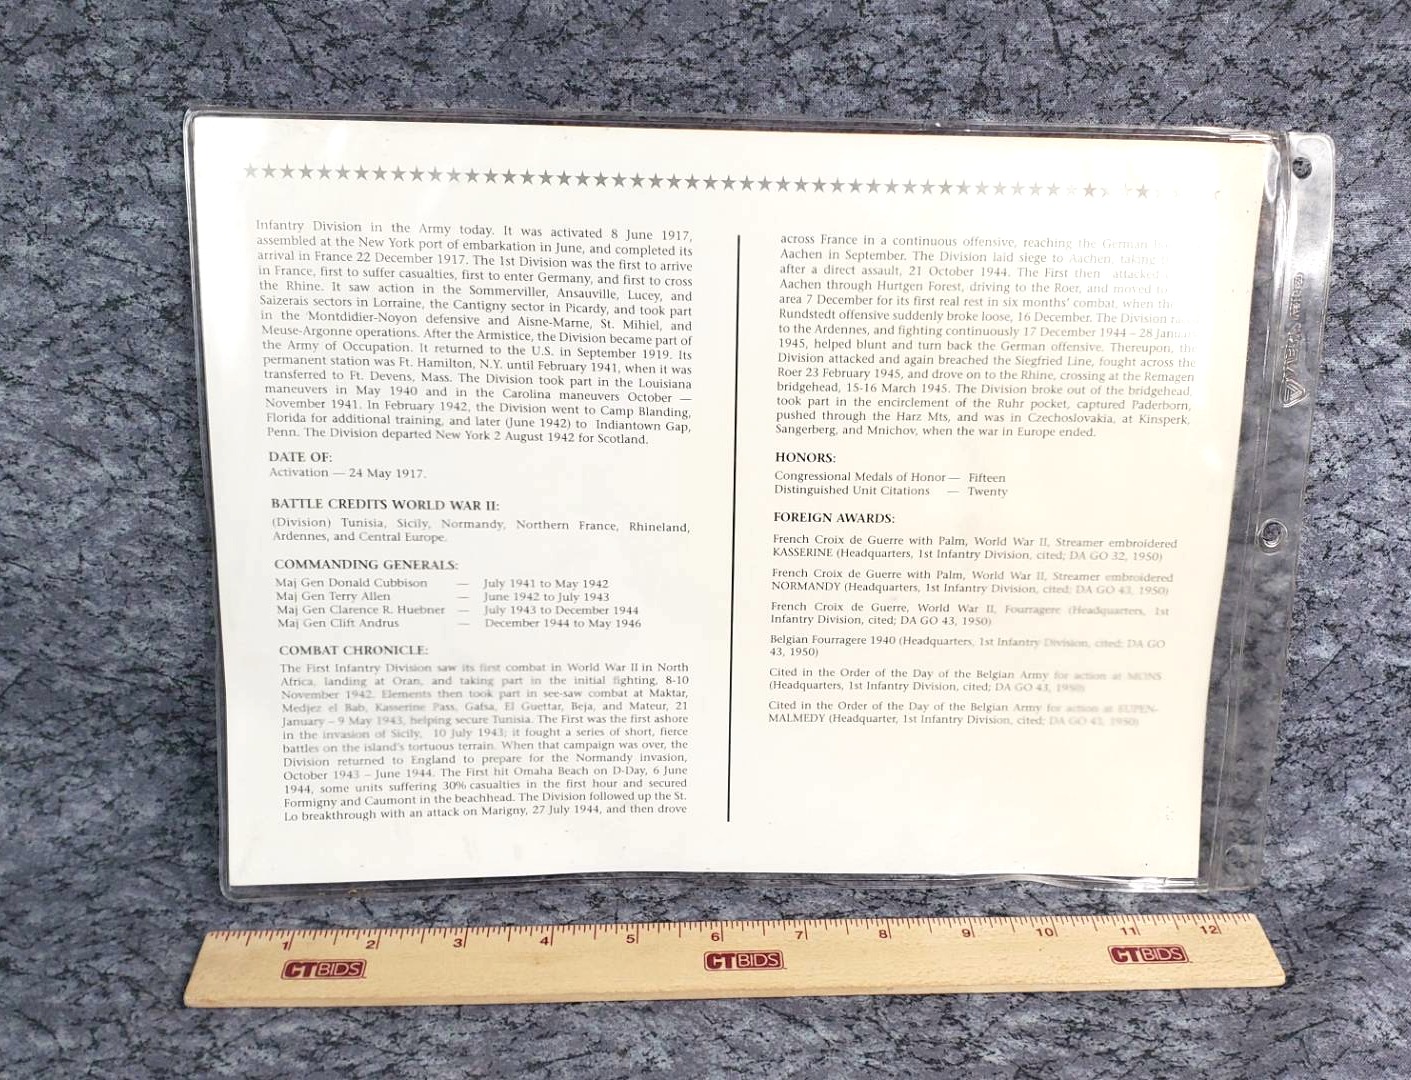 Infantry Division in the Army today. It was activated 8 June 1917,
assembled at the New York port of embarkation in June, and completed its
arrival in France 22 December 1917. The 1st Division was the first to arrive
in France, first to suffer casualties, first to enter Germany, and first to cross
the Rhine. It saw action in the Sommerviller, Ansauville, Lucey, and
Saizerais sectors in Lorraine, the Cantigny sector in Picardy, and took part
in the Montdidier-Noyon defensive and Aisne-Marne, St. Mihiel, and
Meuse-Argonne operations. After the Armistice, the Division became part of
the Army of Occupation. It returned to the U.S. in September 1919. Its
permanent station was Ft. Hamilton, N.Y. until February 1941, when it was
transferred to Ft. Devens, Mass. The Division took part in the Louisiana
maneuvers in May 1940 and in the Carolina maneuvers October —
November 1941. In February 1942, the Division went to Camp Blanding,
Florida for additional training, and later (June 1942) to Indiantown Gap,
Penn. The Division departed New York 2 August 1942 for Scotland.
DATE OF:
Activation — 24 May 1917.
BATTLE CREDITS WORLD WAR II:
(Division) Tunisia, Sicily, Normandy, Northern France, Rhineland,
Ardennes, and Central Europe.
COMMANDING GENERALS:
Maj Gen Donald Cubbison — July 1941 to May 1942
Maj Gen Terry Allen — June 1942 to July 1943
Maj Gen Clarence R. Huebner — July 1943 to December 1944
Maj Gen Clift Andrus — December 1944 to May 1946
COMBAT CHRONICLE:
The First Infantry Division saw its first combat in World War II in North
Africa, landing at Oran, and taking part in the initial fighting, 8-10
November 1942. Elements then took part in see-saw combat at Maktar,
Medjez el Bab, Kasserine Pass, Gafsa, El Guettar, Beja, and Mateur, 21
January – 9 May 1943, helping secure Tunisia. The First was the first ashore
in the invasion of Sicily, 10 July 1943; it fought a series of short, fierce
battles on the island's tortuous terrain. When that campaign was over, the
Division returned to England to prepare for the Normandy invasion,
October 1943 – June 1944. The First hit Omaha Beach on D-Day, 6 June
1944, some units suffering 30% casualties in the first hour and secured
Formigny and Caumont in the beachhead. The Division followed up the St.
Lo breakthrough with an attack on Marigny, 27 July 1944, and then drove
across France in a continuous offensive, reaching the German
Aachen in September. The Division laid siege to Aachen, taking
after a direct assault, 21 October 1944. The First then attacked
Aachen through Hurtgen Forest, driving to the Roer, and moved to
area 7 December for its first real rest in six months' combat, when the
Rundstedt offensive suddenly broke loose, 16 December. The Division
to the Ardennes, and fighting continuously 17 December 1944 – 28 January
1945, helped blunt and turn back the German offensive. Thereupon, the
Division attacked and again breached the Siegfried Line, fought across the
Roer 23 February 1945, and drove on to the Rhine, crossing at the Remagen
bridgehead, 15-16 March 1945. The Division broke out of the bridgehead,
took part in the encirclement of the Ruhr pocket, captured Paderborn,
pushed through the Harz Mts, and was in Czechoslovakia, at Kinsperk,
Sangerberg, and Mnichov, when the war in Europe ended.
HONORS:
Congressional Medals of Honor — Fifteen
Distinguished Unit Citations — Twenty
FOREIGN AWARDS:
French Croix de Guerre with Palm, World War II, Streamer embroidered
KASSERINE (Headquarters, 1st Infantry Division, cited; DA GO 32, 1950)
French Croix de Guerre with Palm, World War II, Streamer embroidered
NORMANDY (Headquarters, 1st Infantry Division, cited; DA GO 43, 1950)
French Croix de Guerre, World War II, Fourragere (Headquarters, 1st
Infantry Division, cited; DA GO 43, 1950)
Belgian Fourragere 1940 (Headquarters, 1st Infantry Division, cited; DA GO
43, 1950)
Cited in the Order of the Day of the Belgian Army for action at MONS
(Headquarters, 1st Infantry Division, cited; DA GO 43, 1950)
Cited in the Order of the Day of the Belgian Army for action at EUPEN-
MALMEDY (Headquarter, 1st Infantry Division, cited; DA GO 43, 1950)
1 2 3 4 5 6 7 8 9 10 11 12
CTBIDS CTBIDS CTBIDS